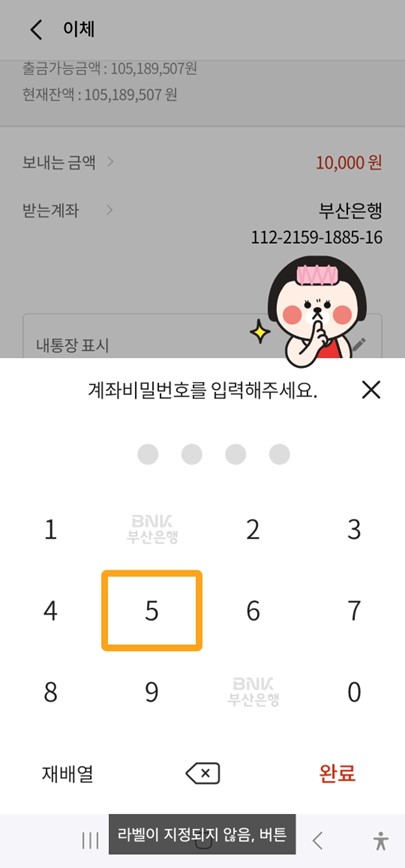 이체
출금가능금액 : 105,189,507원
현재잔액 : 105,189,507 원
보내는 금액 10,000 원
받는계좌 부산은행
112-2159-1885-16
내통장 표시
계좌비밀번호를 입력해주세요.
1 BNK 부산은행 2 3
4 5 6 7
8 9 BNK 부산은행 0
재배열 완료
라벨이 지정되지 않음, 버튼